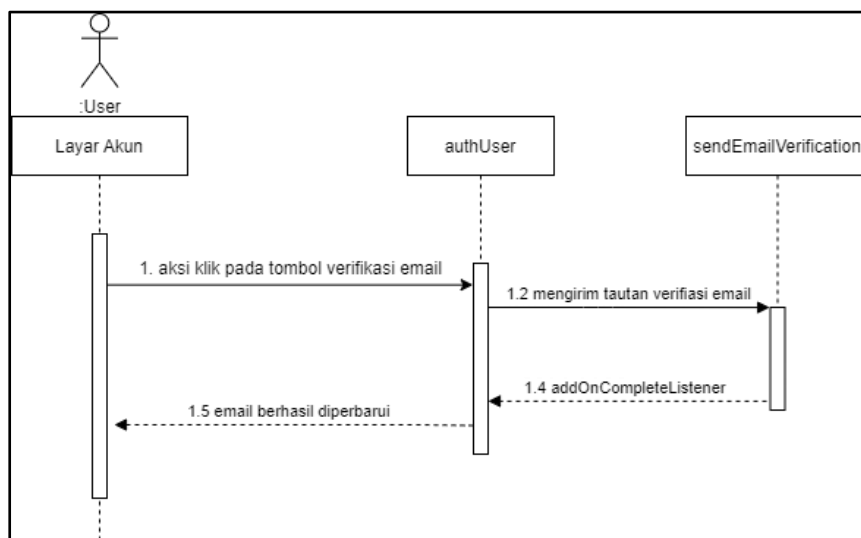 :User
Layar Akun
authUser
sendEmailVerification
1. aksi klik pada tombol verifikasi email
1.2 mengirim tautan verifiasi email
1.4 addOnCompleteListener
1.5 email berhasil diperbarui